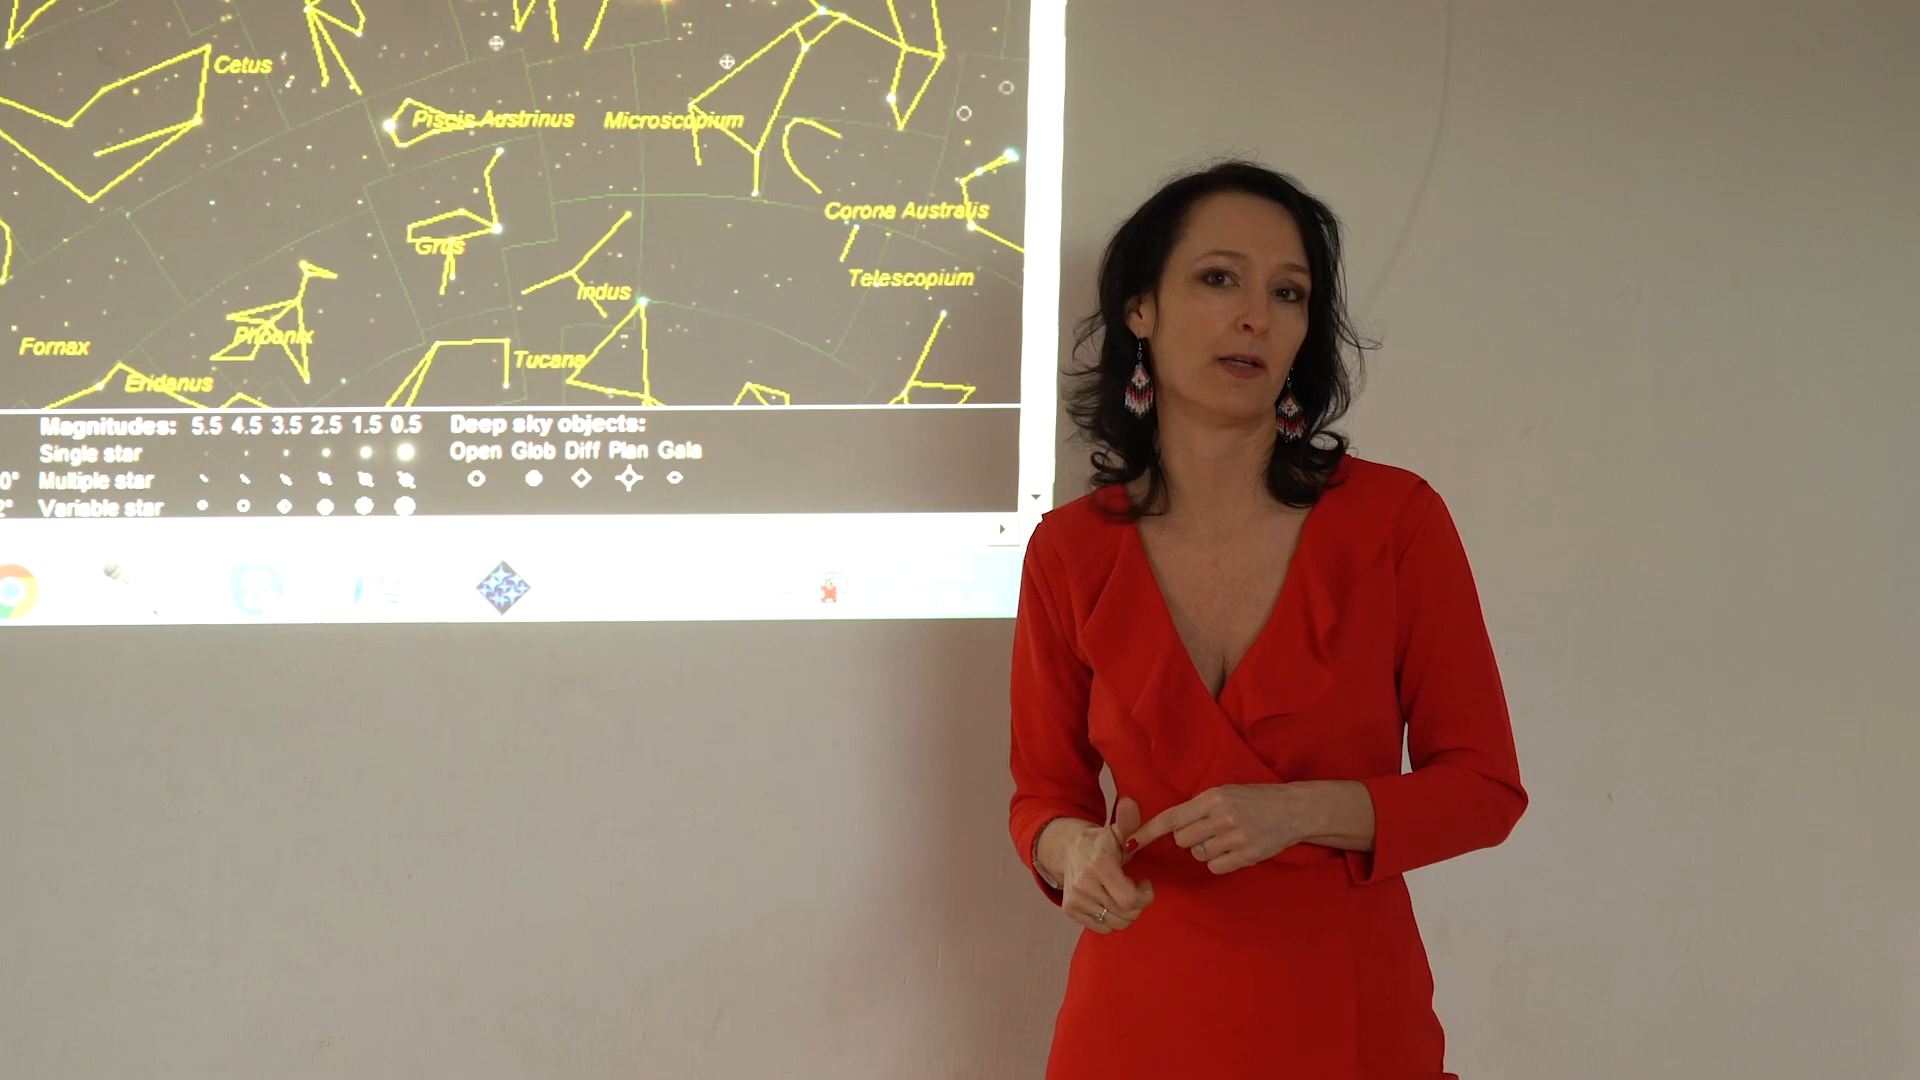 Cetus
Piscis Austrinus
Microscopium
Corona Australis
Grus
Telescopium
Indus
Phoenix
Fornax
Tucana
Eridanus
Magnitudes: 5.5 4.5 3.5 2.5 1.5 0.5
Single star
0° Multiple star
2° Variable star
Deep sky objects:
Open Glob Diff Plan Gala